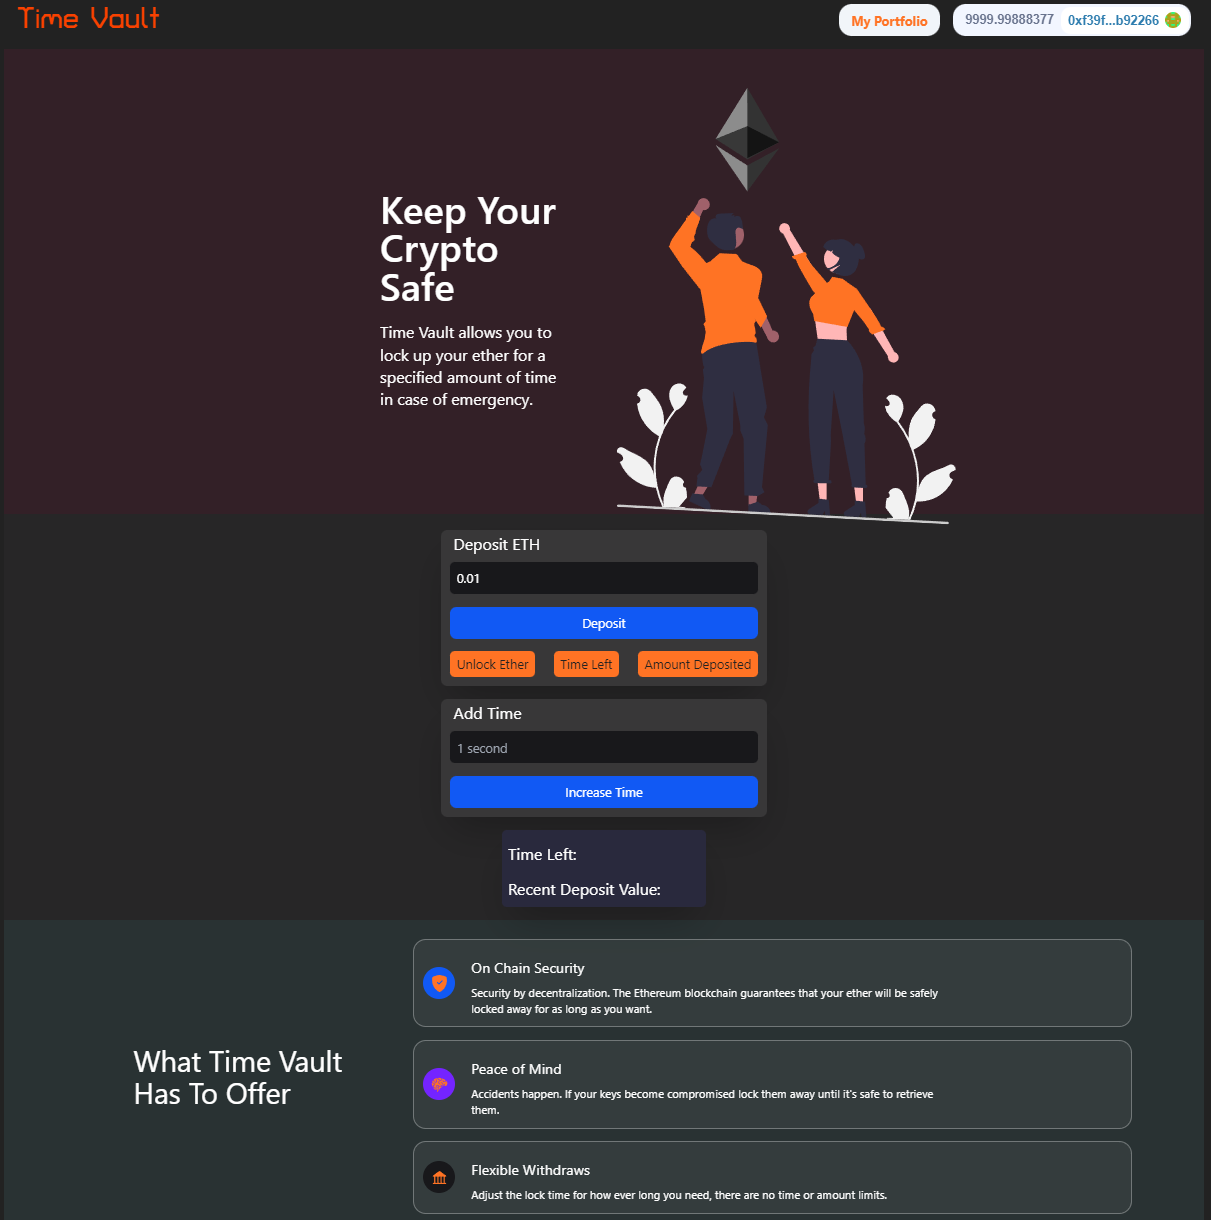 Time Vault
My Portfolio
9999.99888377
0xf39f...b92266
Keep Your
Crypto
Safe
Time Vault allows you to
lock up your ether for a
specified amount of time
in case of emergency.
Deposit ETH
0.01
Deposit
Unlock Ether
Time Left
Amount Deposited
Add Time
1 second
Increase Time
Time Left:
Recent Deposit Value:
What Time Vault
Has To Offer
On Chain Security
Security by decentralization. The Ethereum blockchain guarantees that your ether will be safely
locked away for as long as you want.
Peace of Mind
Accidents happen. If your keys become compromised lock them away until it's safe to retrieve
them.
Flexible Withdraws
Adjust the lock time for how ever long you need, there are no time or amount limits.